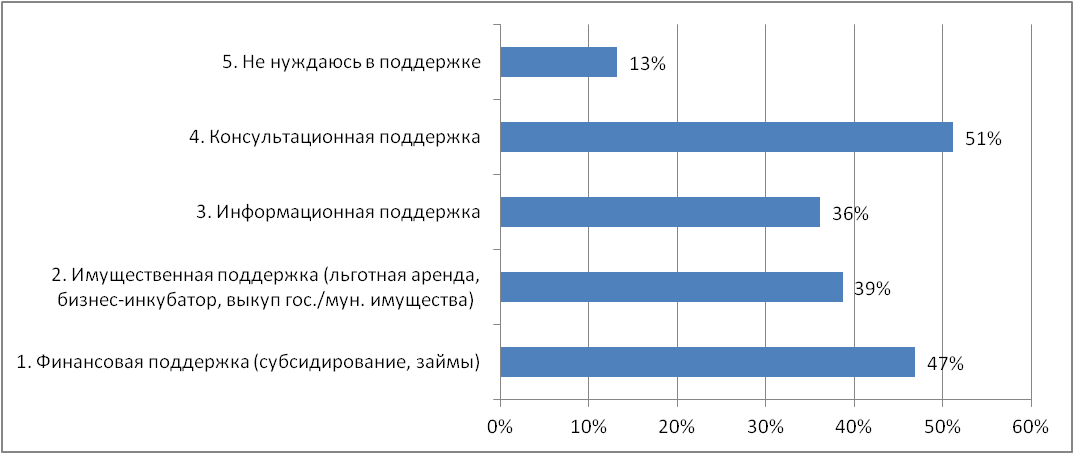 5. Не нуждаюсь в поддержке
13%
4. Консультационная поддержка
51%
3. Информационная поддержка
36%
2. Имущественная поддержка (льготная аренда,
бизнес-инкубатор, выкуп гос./мун. имущества)
39%
1. Финансовая поддержка (субсидирование, займы)
47%
0% 10% 20% 30% 40% 50% 60%